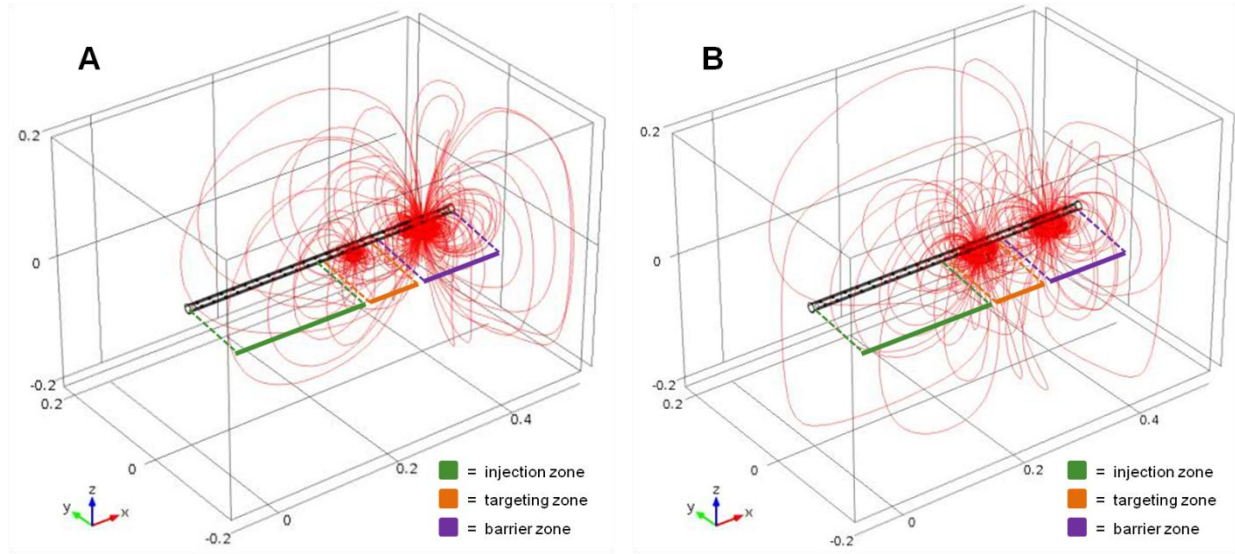 A
0.2
0
-0.2
0.2
0
-0.2
0
0.2
0.4
z
y
x
= injection zone
= targeting zone
= barrier zone
B
0.2
0
-0.2
0.2
0
-0.2
0
0.2
0.4
z
y
x
= injection zone
= targeting zone
= barrier zone